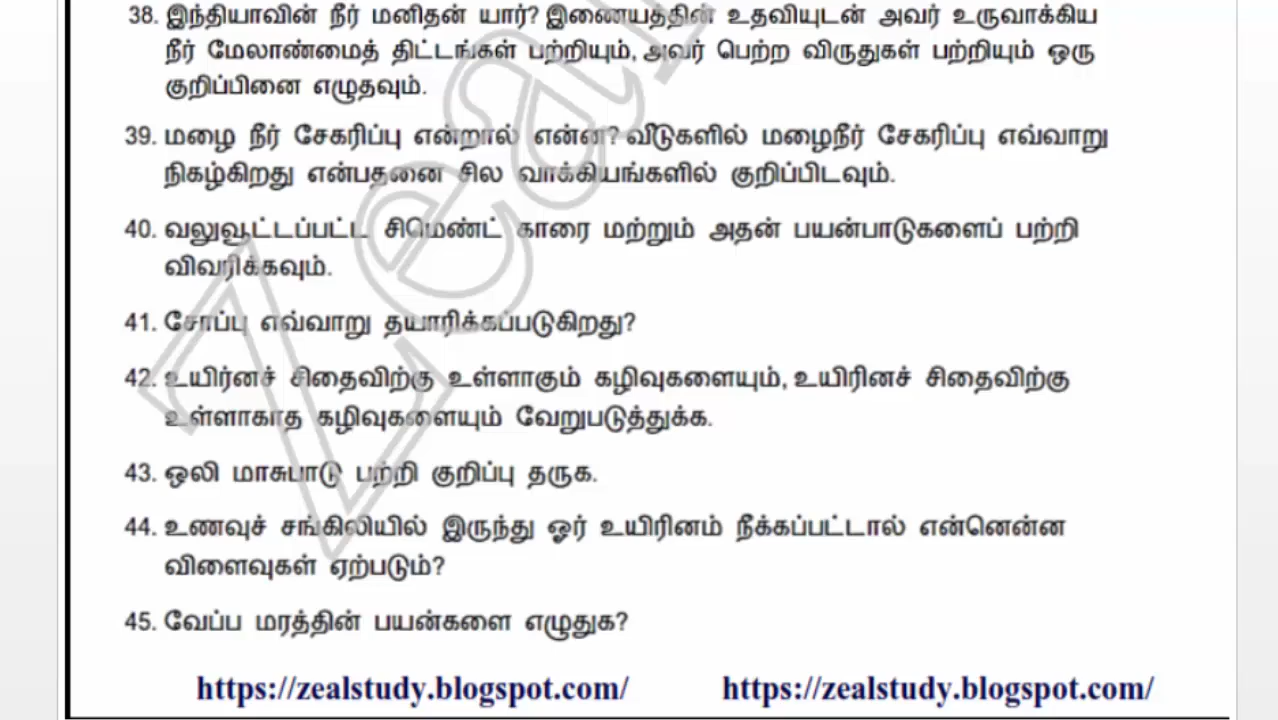 38. இந்தியாவின் நீர் மனிதன் யார்? இணையத்தின் உதவியுடன் அவர் உருவாக்கிய
நீர் மேலாண்மைத் திட்டங்கள் பற்றியும், அவர் பெற்ற விருதுகள் பற்றியும் ஒரு
குறிப்பினை எழுதவும்.
39. மழை நீர் சேகரிப்பு என்றால் என்ன? வீடுகளில் மழைநீர் சேகரிப்பு எவ்வாறு
நிகழ்கிறது என்பதனை சில வாக்கியங்களில் குறிப்பிடவும்.
40. வலுவூட்டப்பட்ட சிமெண்ட் காரை மற்றும் அதன் பயன்பாடுகளைப் பற்றி
விவரிக்கவும்.
41. சோப்பு எவ்வாறு தயாரிக்கப்படுகிறது?
42. உயிர்னச் சிதைவிற்கு உள்ளாகும் கழிவுகளையும், உயிரினச் சிதைவிற்கு
உள்ளாகாத கழிவுகளையும் வேறுபடுத்துக்க.
43. ஒலி மாசுபாடு பற்றி குறிப்பு தருக.
44. உணவுச் சங்கிலியில் இருந்து ஓர் உயிரினம் நீக்கப்பட்டால் என்னென்ன
விளைவுகள் ஏற்படும்?
45. வேப்ப மரத்தின் பயன்களை எழுதுக?
https://zealstudy.blogspot.com/ https://zealstudy.blogspot.com/